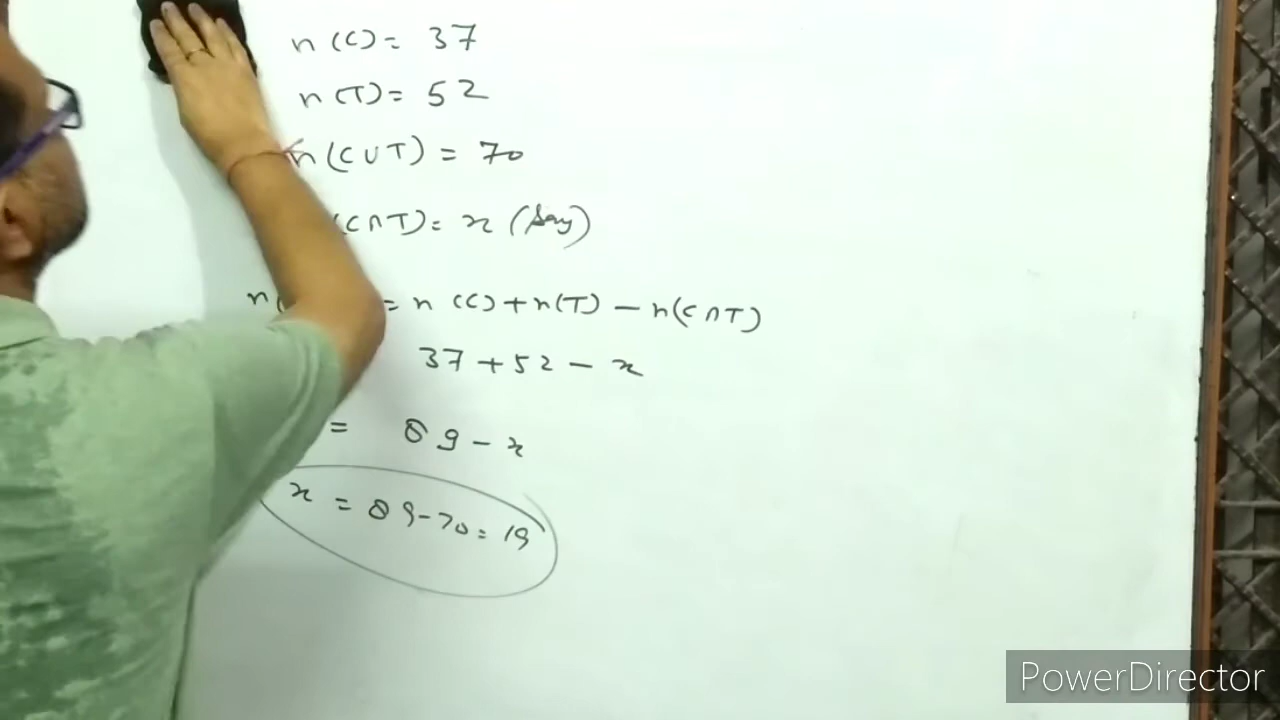 n(C) = 37
n(T) = 52
n(C∪T) = 70
(C∩T) = x (Say)
n( = n(C) + n(T) - n(C∩T)
37 + 52 - x
= 89 - x
x = 89 - 70 = 19
PowerDirector